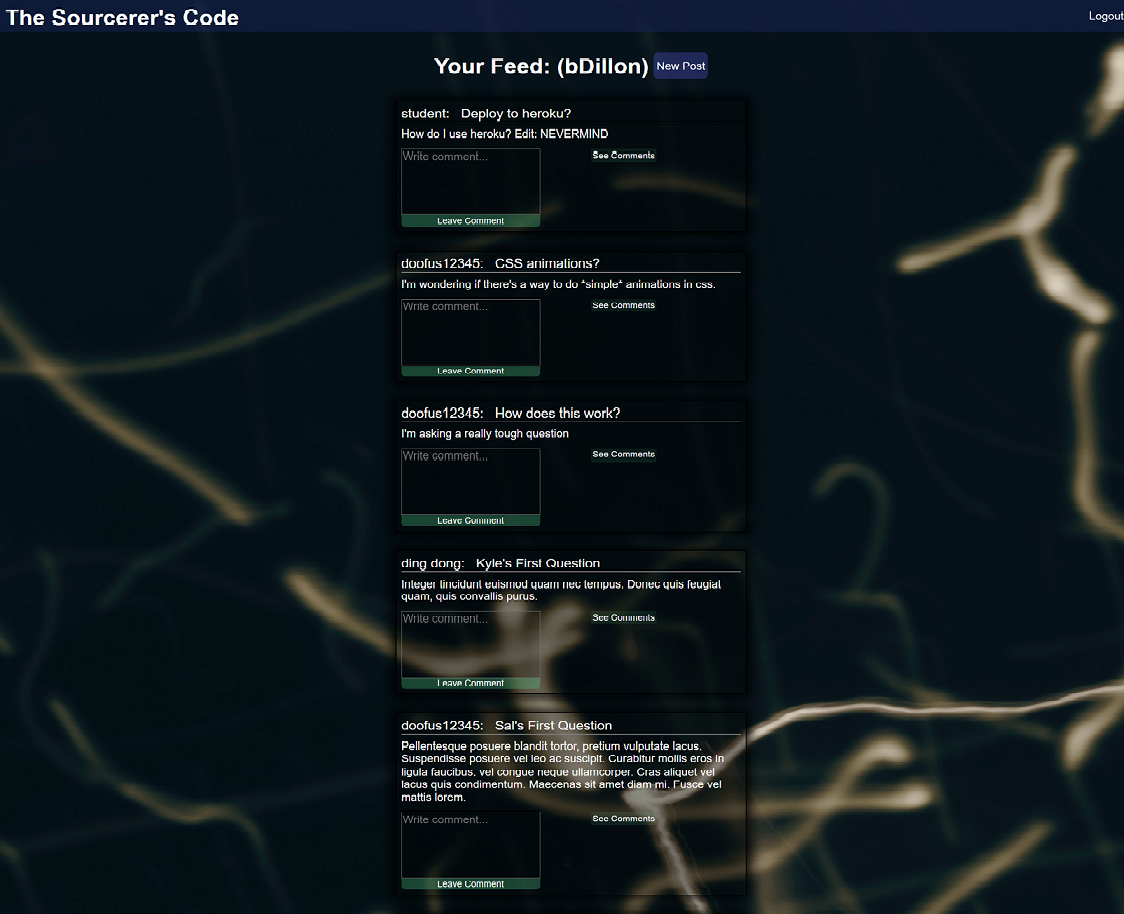 The Sourcerer's Code
Logout
Your Feed: (bDillon) New Post
student: Deploy to heroku?
How do I use heroku? Edit: NEVERMIND
Write comment...
See Comments
Leave Comment
doofus12345: CSS animations?
I'm wondering if there's a way to do *simple* animations in css.
Write comment...
See Comments
Leave Comment
doofus12345: How does this work?
I'm asking a really tough question
Write comment...
See Comments
Leave Comment
ding dong: Kyle's First Question
Integer tincidunt euismod quam nec tempus. Donec quis feugiat
quam, quis convallis purus.
Write comment...
See Comments
Leave Comment
doofus12345: Sal's First Question
Pellentesque posuere blandit tortor, pretium vulputate lacus.
Suspendisse posuere vel leo ac suscipit. Curabitur mollis eros in
ligula faucibus, vel congue neque ullamcorper. Cras aliquet vel
lacus quis condimentum. Maecenas sit amet diam mi. Fusce vel
mattis lorem.
Write comment...
See Comments
Leave Comment